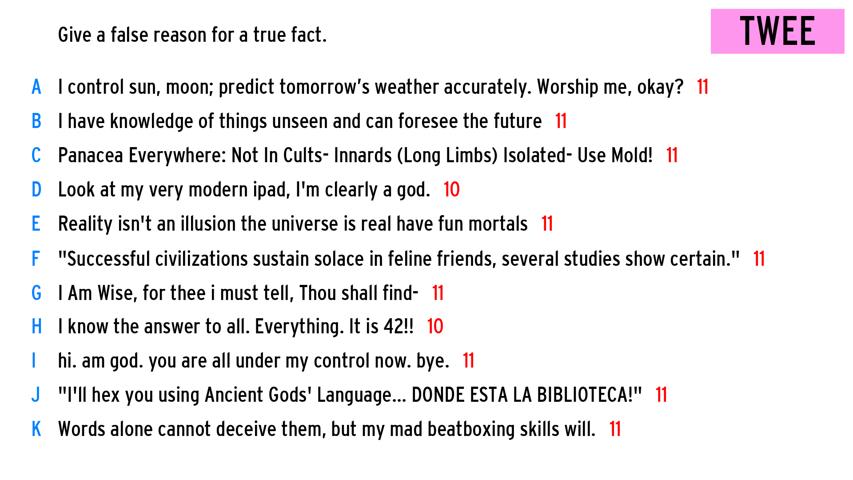 Give a false reason for a true fact.
TWEE
A I control sun, moon; predict tomorrow's weather accurately. Worship me, okay? 11
B I have knowledge of things unseen and can foresee the future 11
C Panacea Everywhere: Not In Cults- Innards (Long Limbs) Isolated- Use Mold! 11
D Look at my very modern ipad, I'm clearly a god. 10
E Reality isn't an illusion the universe is real have fun mortals 11
F "Successful civilizations sustain solace in feline friends, several studies show certain." 11
G I Am Wise, for thee i must tell, Thou shall find- 11
H I know the answer to all. Everything. It is 42!! 10
I hi. am god. you are all under my control now. bye. 11
J "I'll hex you using Ancient Gods' Language... DONDE ESTA LA BIBLIOTECA!" 11
K Words alone cannot deceive them, but my mad beatboxing skills will. 11